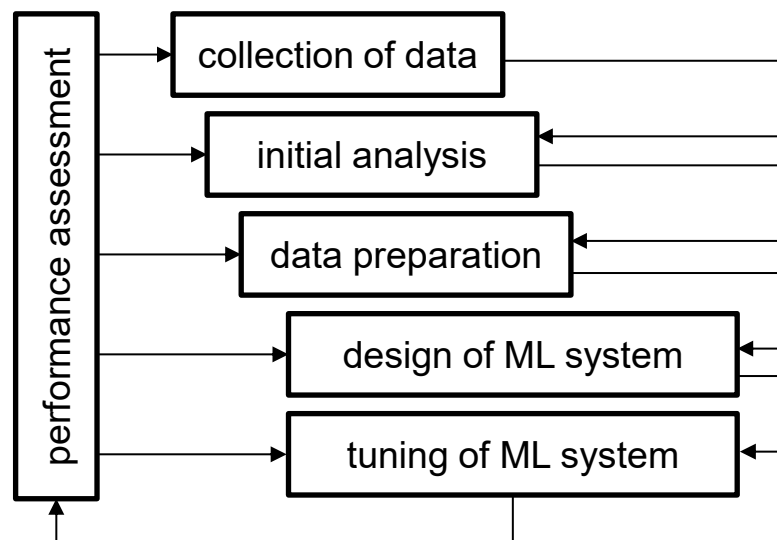 performance assessment
collection of data
initial analysis
data preparation
design of ML system
tuning of ML system